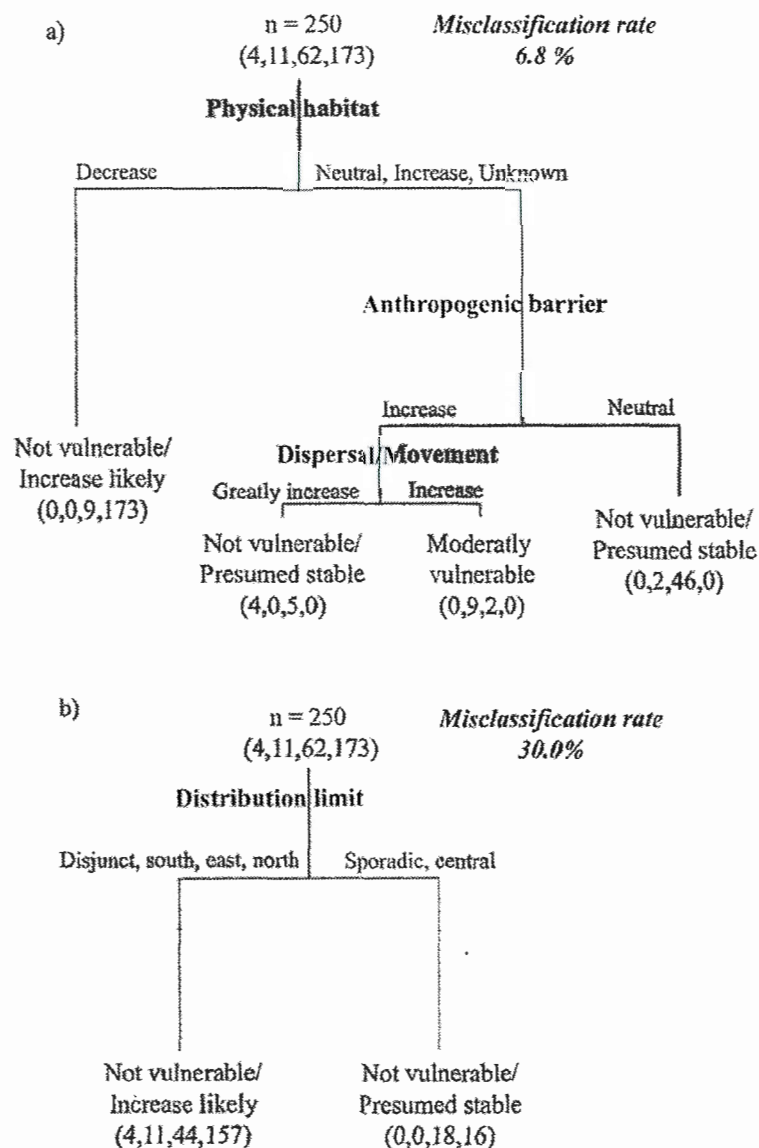 a)
n = 250
(4,11,62,173)
Misclassification rate
6.8 %
Physical habitat
Decrease
Neutral, Increase, Unknown
Anthropogenic barrier
Increase
Neutral
Not vulnerable/
Increase likely
(0,0,9,173)
Dispersal/Movement
Greatly increase
Increase
Not vulnerable/
Presumed stable
(4,0,5,0)
Moderatly
vulnerable
(0,9,2,0)
Not vulnerable/
Presumed stable
(0,2,46,0)
b)
n = 250
(4,11,62,173)
Misclassification rate
30.0%
Distribution limit
Disjunct, south, east, north
Sporadic, central
Not vulnerable/
Increase likely
(4,11,44,157)
Not vulnerable/
Presumed stable
(0,0,18,16)